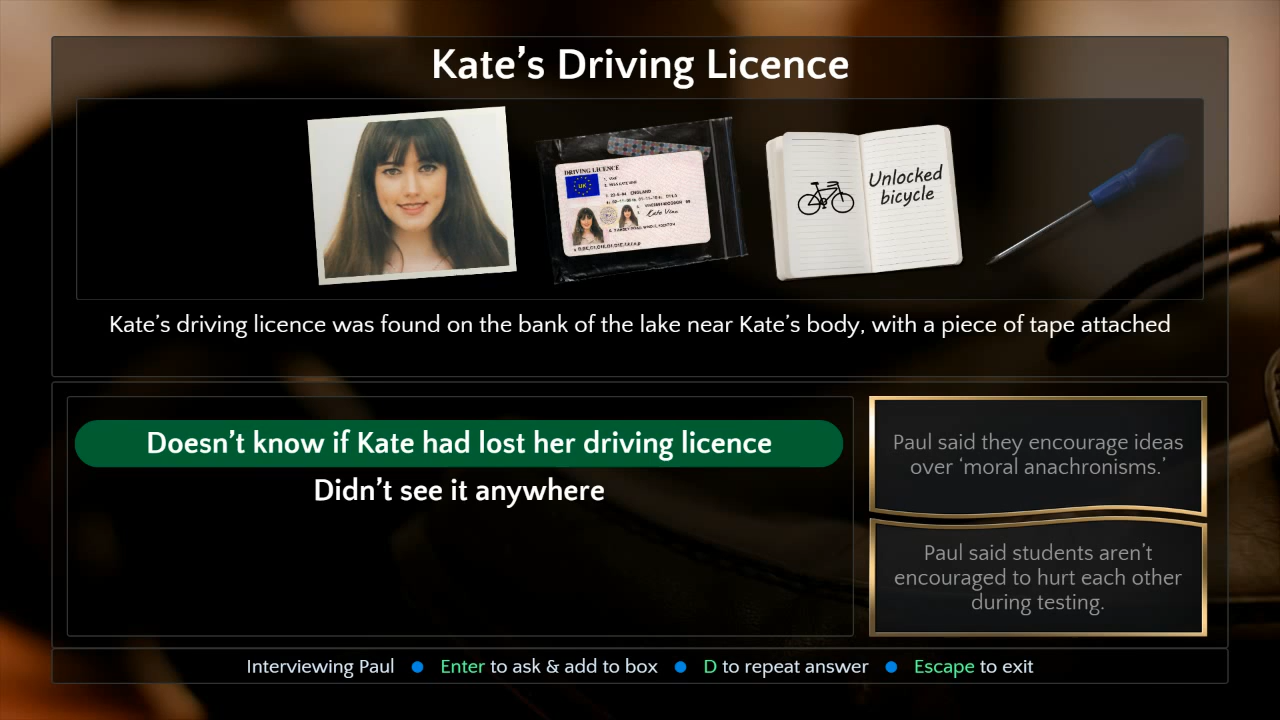 Kate’s Driving Licence
DRIVING LICENCE
UK
Unlocked
bicycle
Kate’s driving licence was found on the bank of the lake near Kate’s body, with a piece of tape attached
Doesn’t know if Kate had lost her driving licence
Didn’t see it anywhere
Paul said they encourage ideas
over ‘moral anachronisms.’
Paul said students aren’t
encouraged to hurt each other
during testing.
Interviewing Paul ● Enter to ask & add to box ● D to repeat answer ● Escape to exit